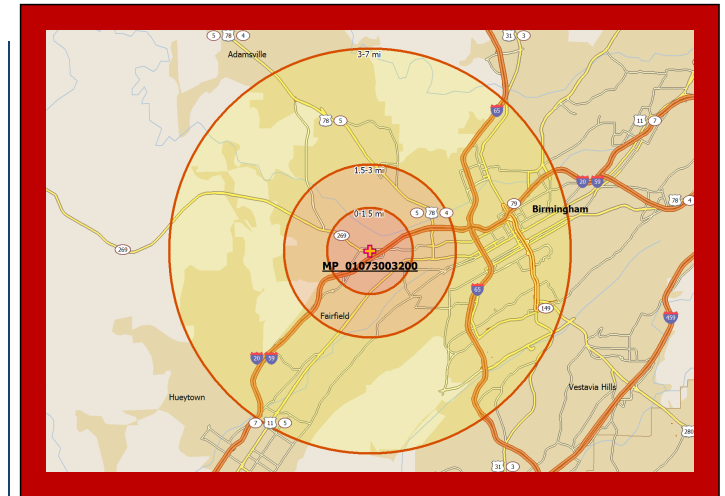 5 78 4
31 3
Adamsville
3-7 mi
65
11 7
78 5
1.5-3 mi
20 59
78 4
79
0-1.5 mi
5 78 4
Birmingham
269
269
MP_01073003200
65
149
459
Fairfield
20 59
Vestavia Hills
Hueytown
7 11 5
280
31 3